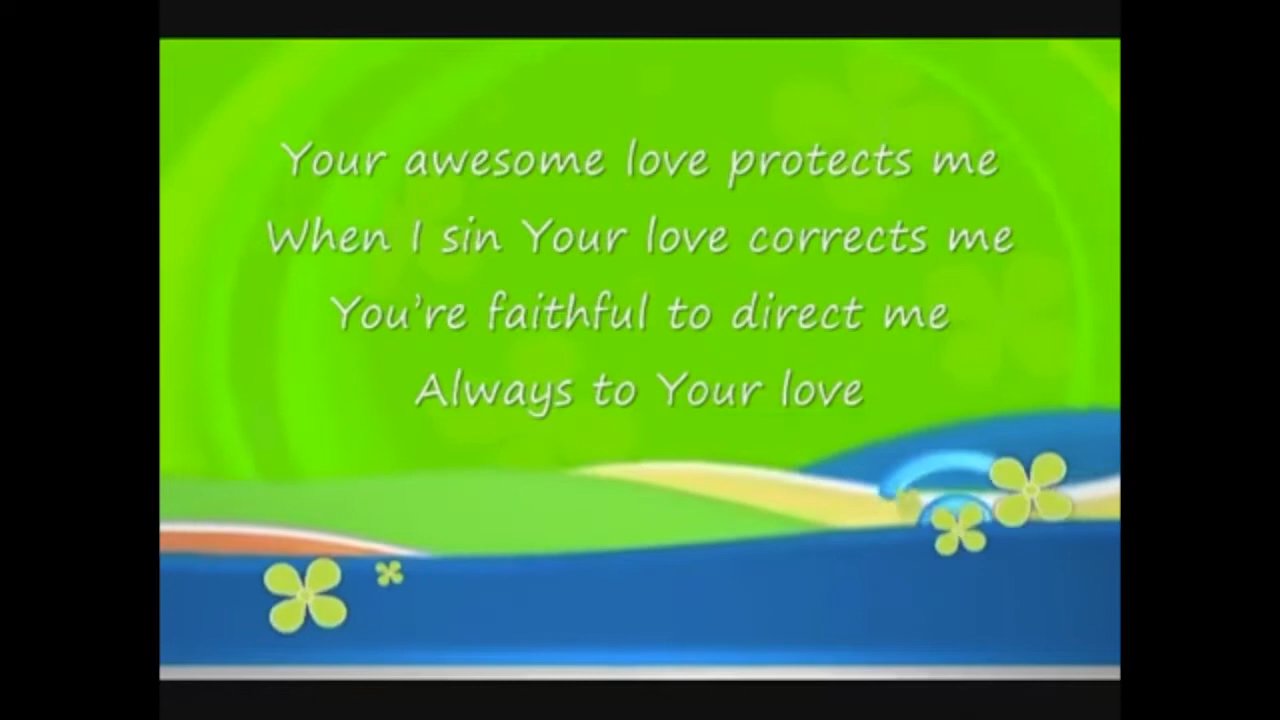 Your awesome love protects me
When I sin Your love corrects me
You're faithful to direct me
Always to Your love